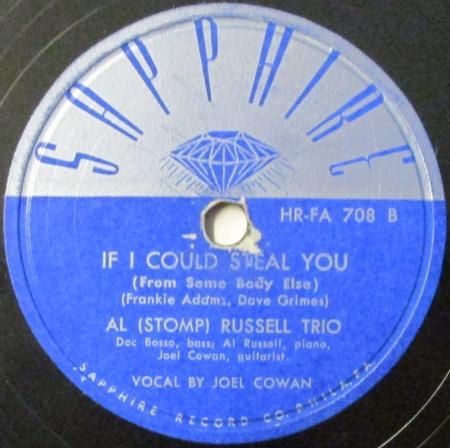 SAPPHIRE
HR-FA 708 B
IF I COULD STEAL YOU
(From Some Body Else)
(Frankie Addms, Dave Grimes)
AL (STOMP) RUSSELL TRIO
Doc Basso, bass; Al Russell, piano,
Joel Cowan, guitarist.
VOCAL BY JOEL COWAN
SAPPHIRE RECORD CO. PHILA. PA.